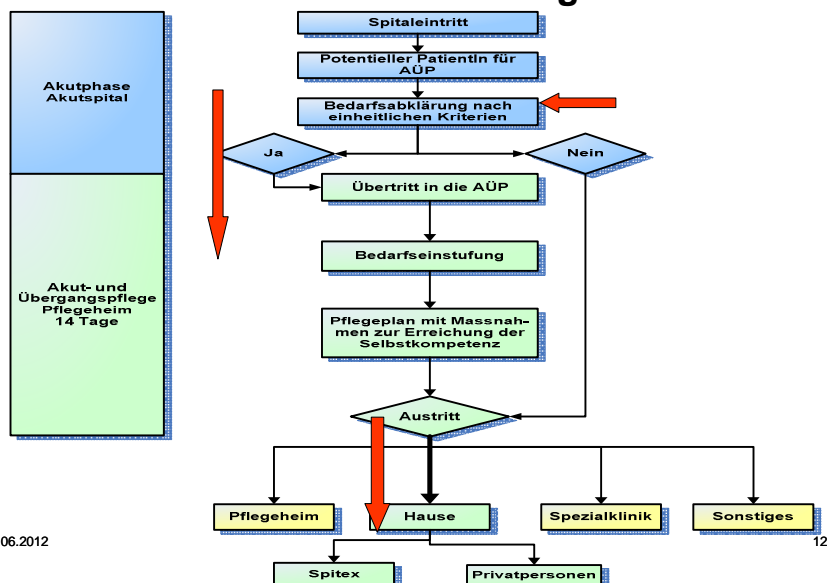 Spitaleintritt
Potentieller PatientIn für
AÜP
Akutphase
Akutspital
Bedarfsabklärung nach
einheitlichen Kriterien
Ja
Nein
Übertritt in die AÜP
Bedarfseinstufung
Akut- und
Übergangspflege
Pflegeheim
14 Tage
Pflegeplan mit Massnah-
men zur Erreichung der
Selbstkompetenz
Austritt
Pflegeheim
Hause
Spezialklinik
Sonstiges
06.2012
12
Spitex
Privatpersonen